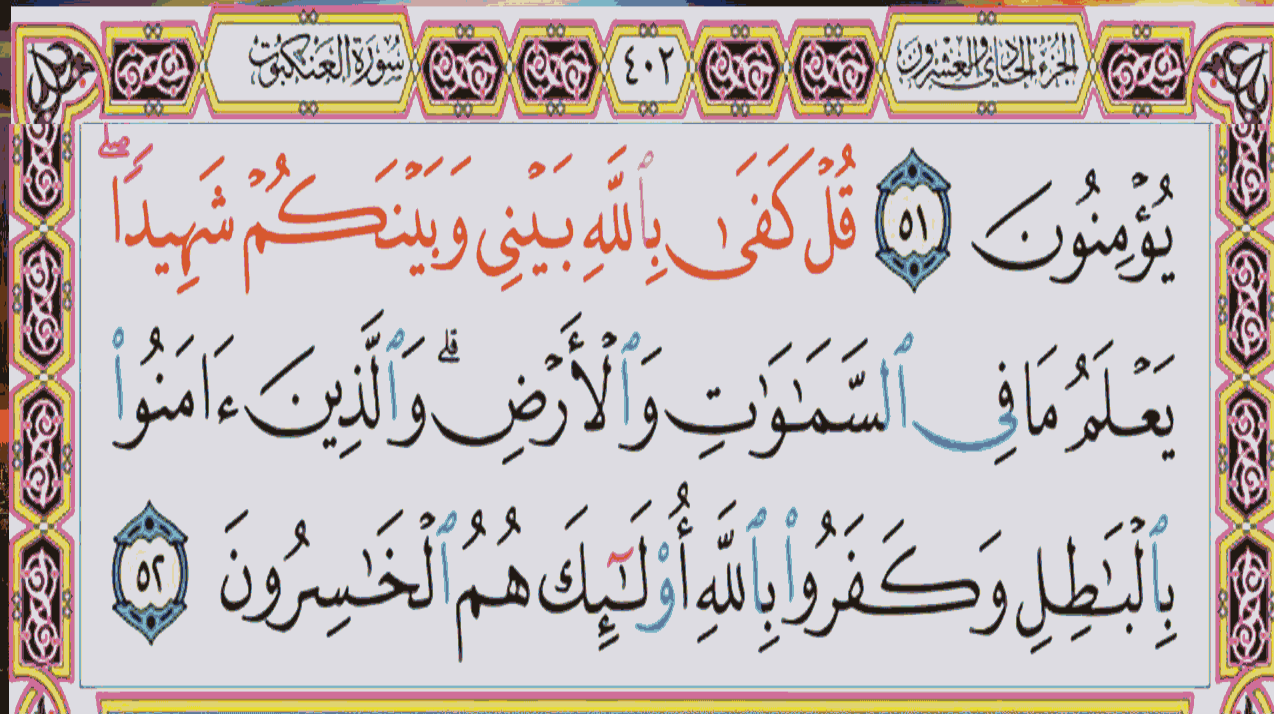 الجزء الحادي والعشرون
٤٠٢
سورة العنكبوت
يُؤْمِنُونَ ٥١ قُلْ كَفَىٰ بِٱللَّهِ بَيْنِي وَبَيْنَكُمْ شَهِيدًا ۖ
يَعْلَمُ مَا فِي ٱلسَّمَٰوَٰتِ وَٱلْأَرْضِ ۗ وَٱلَّذِينَ ءَامَنُوا۟
بِٱلْبَٰطِلِ وَكَفَرُوا۟ بِٱللَّهِ أُو۟لَٰٓئِكَ هُمُ ٱلْخَٰسِرُونَ ٥٢